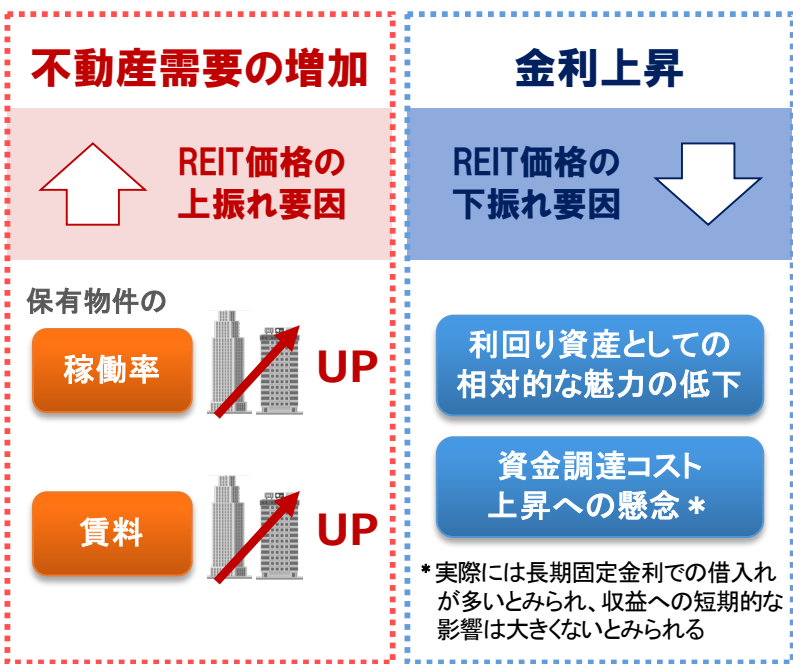 不動産需要の増加
REIT価格の
上振れ要因
保有物件の
稼働率
UP
賃料
UP
金利上昇
REIT価格の
下振れ要因
利回り資産としての
相対的な魅力の低下
資金調達コスト
上昇への懸念＊
*実際には長期固定金利での借入れ
が多いとみられ、収益への短期的な
影響は大きくないとみられる